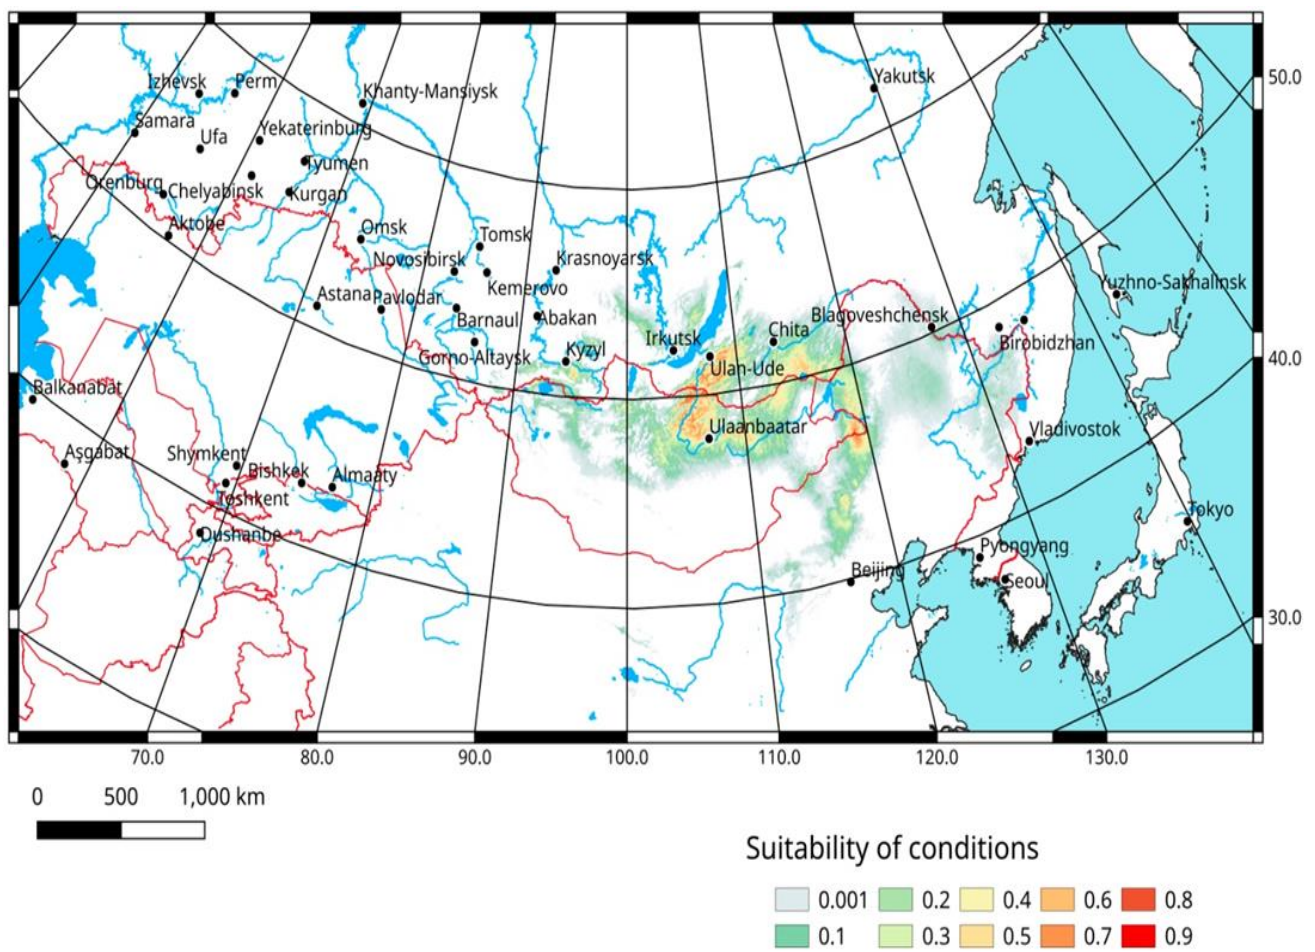 50.0
Yakutsk
Izhevsk
Perm
Khanty-Mansiysk
Samara
Ufa
Yekaterinburg
Tyumen
Orenburg
Chelyabinsk
Kurgan
Aktobe
Omsk
Tomsk
Novosibirsk
Krasnoyarsk
Kemerovo
Yuzhno-Sakhalinsk
Astana
Pavlodar
Barnaul
Abakan
Blagoveshchensk
Chita
Irkutsk
Birobidzhan
Gorno-Altaysk
Kyzyl
Ulan-Ude
40.0
Balkanabat
Ulaanbaatar
Vladivostok
Aşgabat
Shymkent
Bishkek
Almaaty
Toshkent
Tokyo
Dushanbe
Pyongyang
Beijing
Seoul
30.0
70.0 80.0 90.0 100.0 110.0 120.0 130.0
0 500 1,000 km
Suitability of conditions
0.001 0.2 0.4 0.6 0.8
0.1 0.3 0.5 0.7 0.9